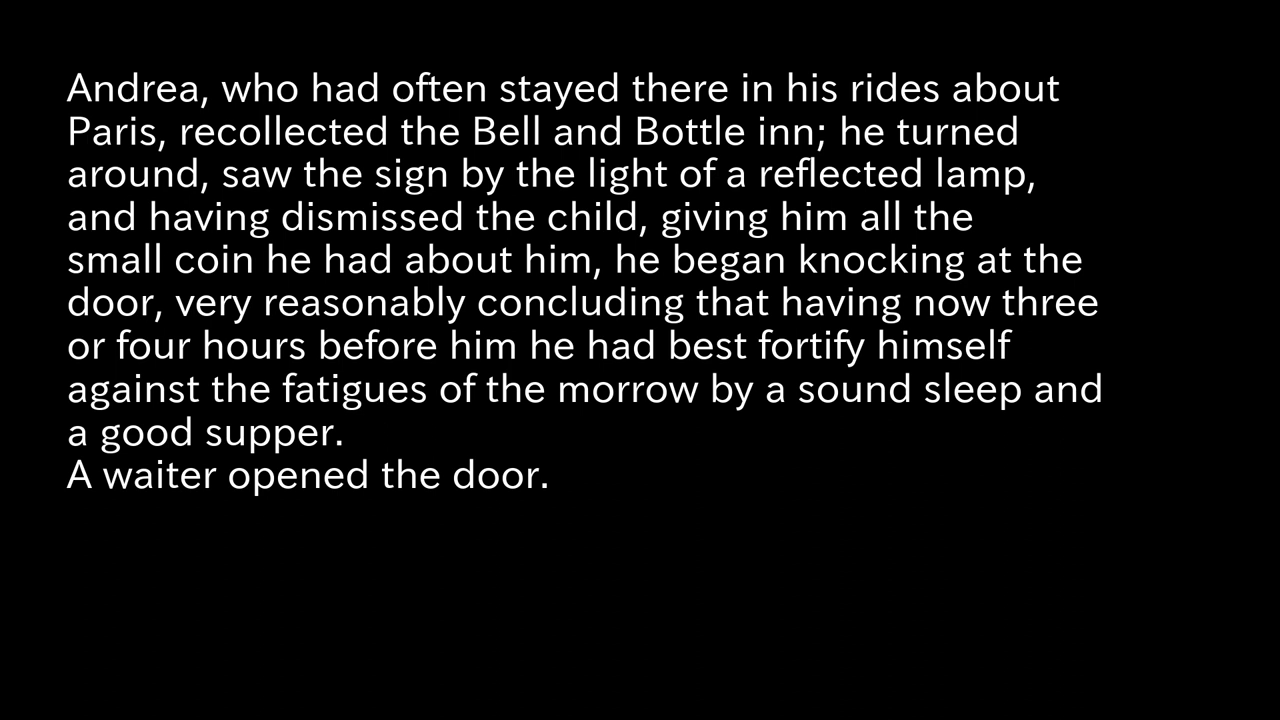 Andrea, who had often stayed there in his rides about
Paris, recollected the Bell and Bottle inn; he turned
around, saw the sign by the light of a reflected lamp,
and having dismissed the child, giving him all the
small coin he had about him, he began knocking at the
door, very reasonably concluding that having now three
or four hours before him he had best fortify himself
against the fatigues of the morrow by a sound sleep and
a good supper.
A waiter opened the door.